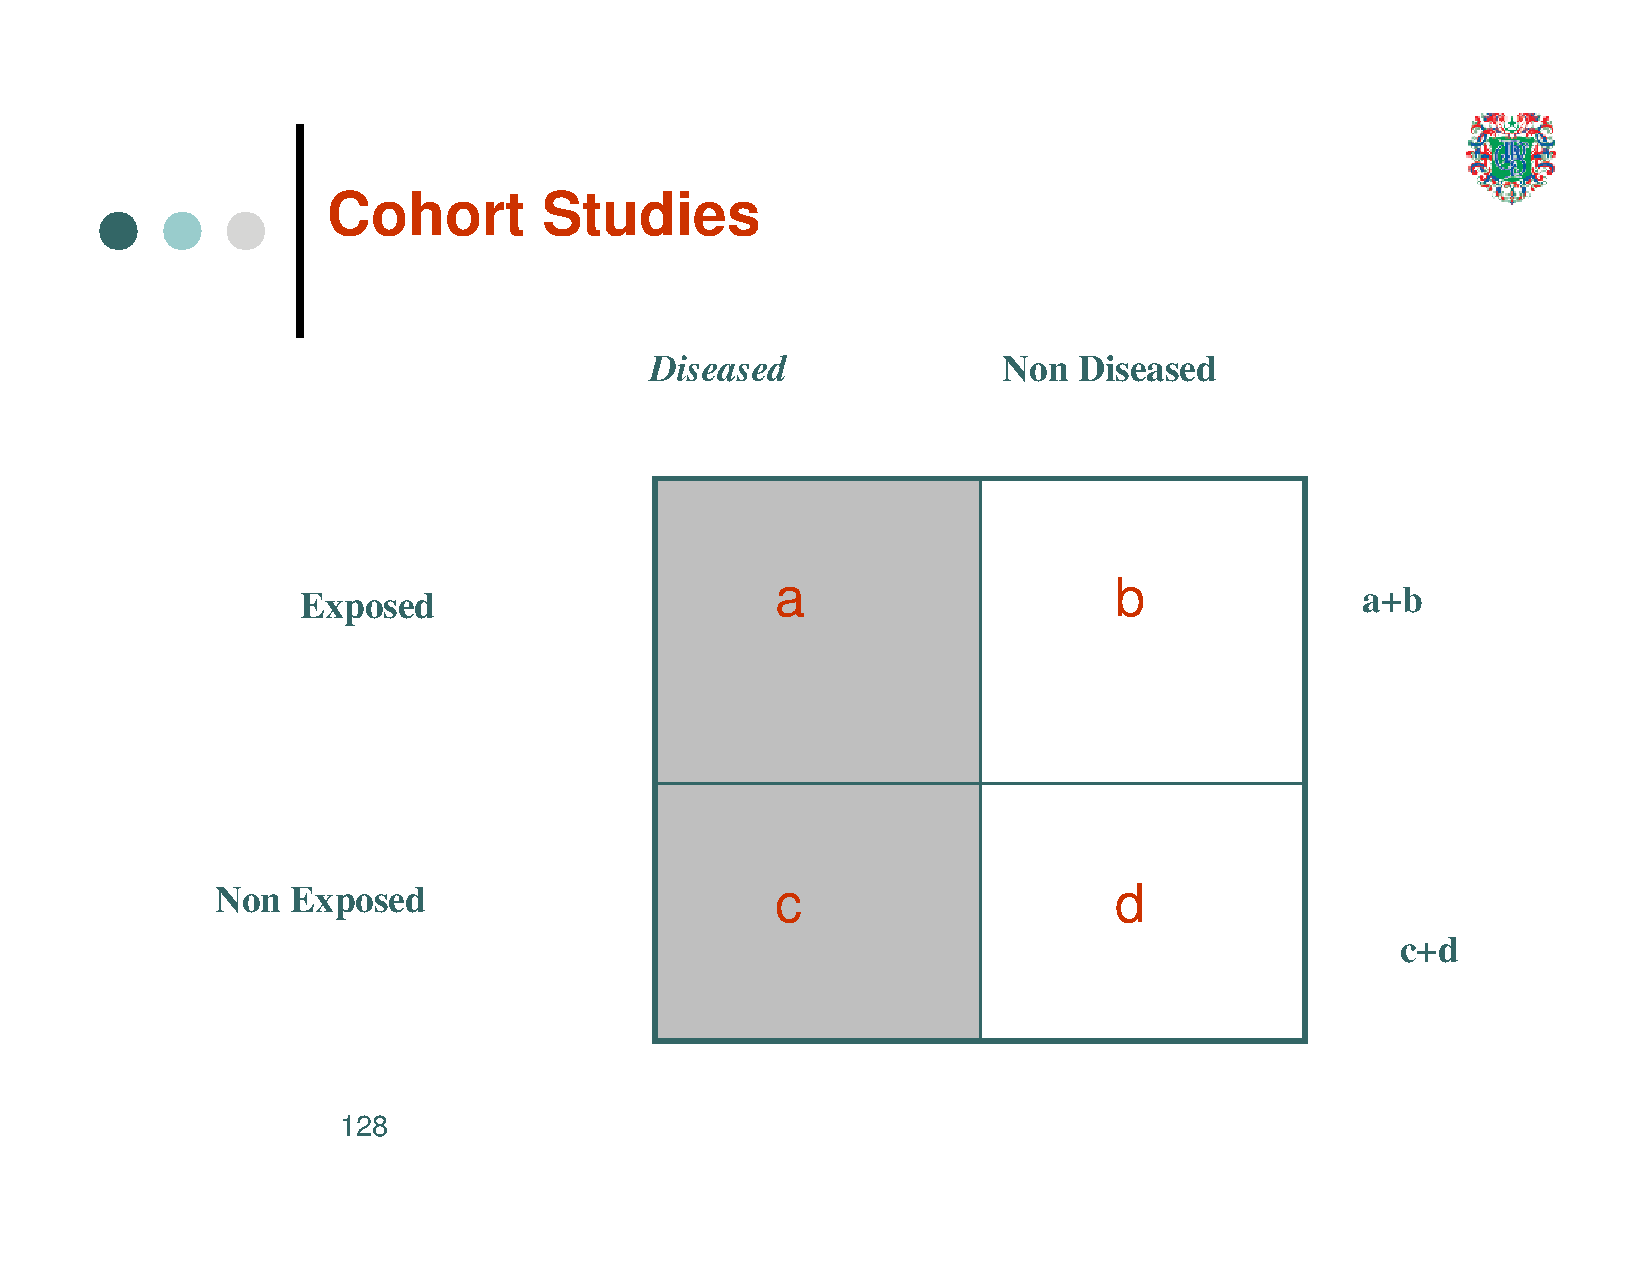 Cohort Studies
Diseased Non Diseased
Exposed a b a+b
Non Exposed c d
c+d
128